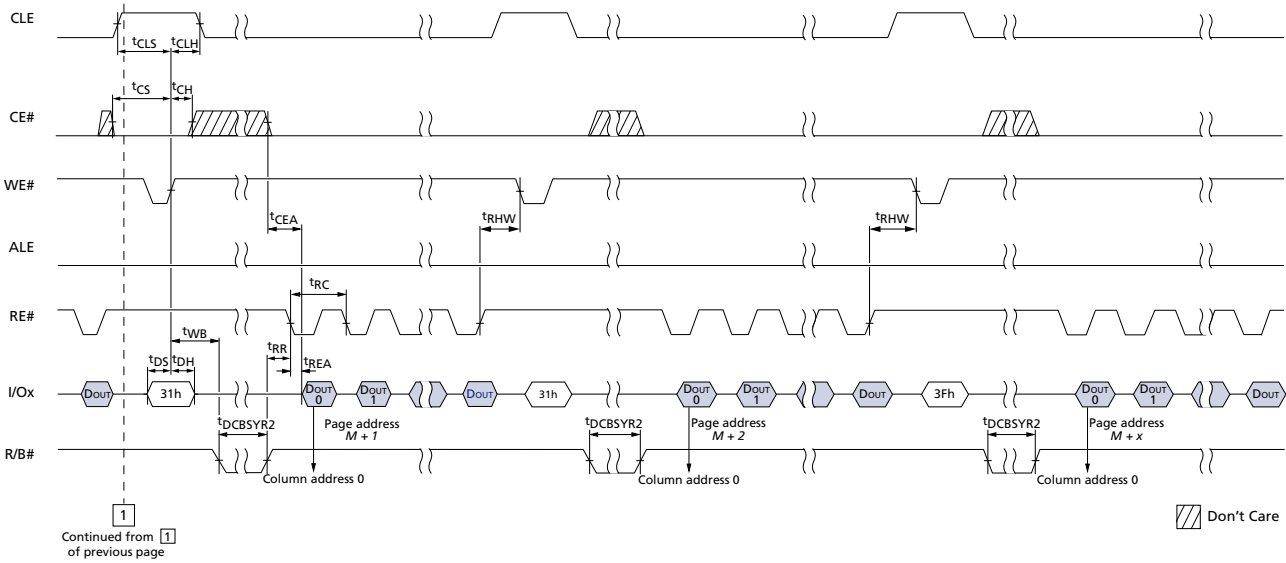 CLE
tCLS tCLH
tCS tCH
CE#
WE#
tCEA tRHW tRHW
ALE
tRC
RE#
tWB
tRR
tREA
tDS tDH
I/Ox
DOUT 31h DOUT 0 DOUT 1 DOUT 31h DOUT 0 DOUT 1 DOUT 3Fh DOUT 0 DOUT 1 DOUT
tDCBSYR2 Page address M + 1 tDCBSYR2 Page address M + 2 tDCBSYR2 Page address M + x
R/B#
Column address 0 Column address 0 Column address 0
1
Continued from 1
of previous page
Don't Care